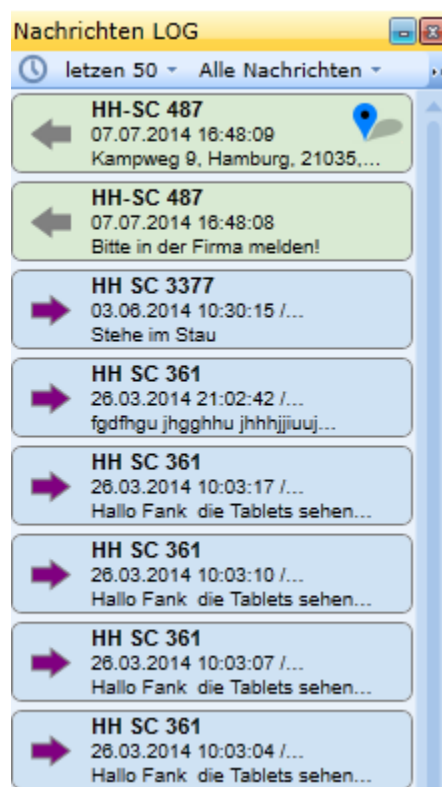 Nachrichten LOG
letzen 50 Alle Nachrichten
HH-SC 487
07.07.2014 16:48:09
Kampweg 9, Hamburg, 21035,...
HH-SC 487
07.07.2014 16:48:08
Bitte in der Firma melden!
HH SC 3377
03.06.2014 10:30:15 /...
Stehe im Stau
HH SC 361
26.03.2014 21:02:42 /...
fgdfhgu jhgghhu jhhhjjiuuj...
HH SC 361
26.03.2014 10:03:17 /...
Hallo Fank die Tablets sehen...
HH SC 361
26.03.2014 10:03:10 /...
Hallo Fank die Tablets sehen...
HH SC 361
26.03.2014 10:03:07 /...
Hallo Fank die Tablets sehen...
HH SC 361
26.03.2014 10:03:04 /...
Hallo Fank die Tablets sehen...